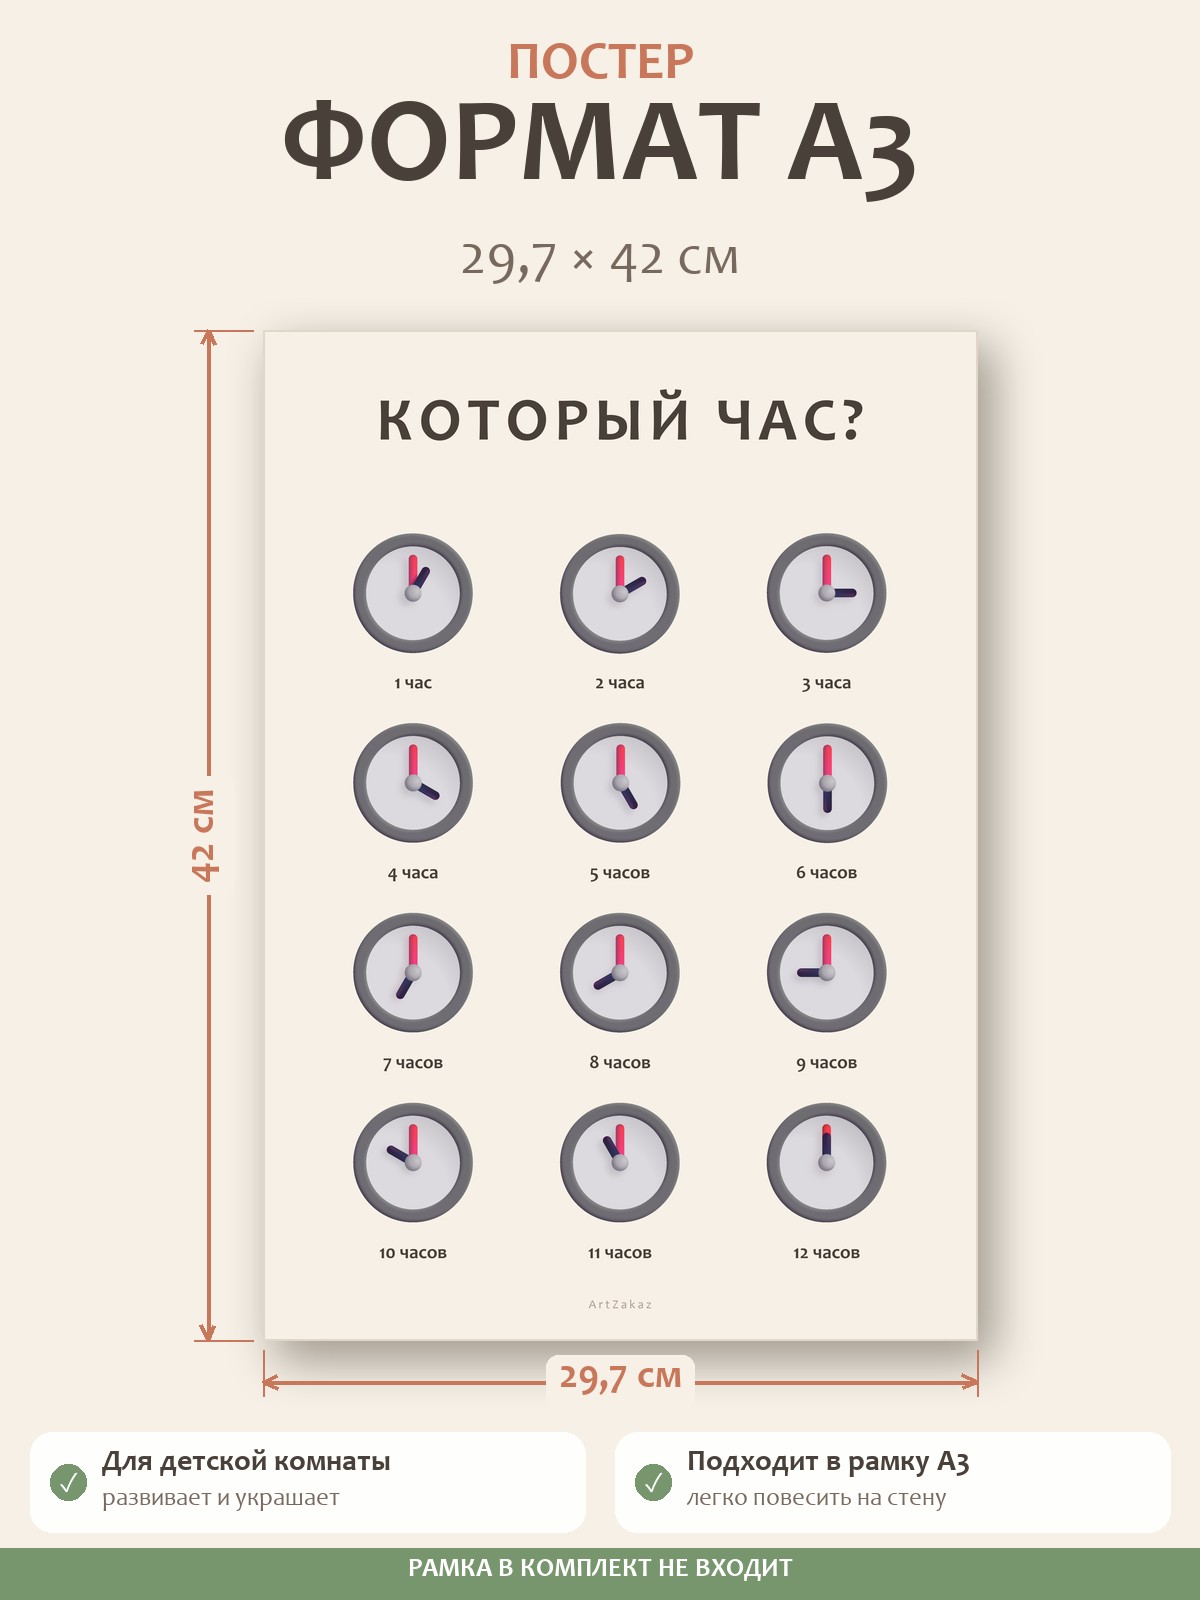 ПОСТЕР
ФОРМАТ А3
29,7 × 42 см
КОТОРЫЙ ЧАС?
1 час
2 часа
3 часа
42 см
4 часа
5 часов
6 часов
7 часов
8 часов
9 часов
10 часов
11 часов
12 часов
ArtZakaz
29,7 см
Для детской комнаты
развивает и украшает
Подходит в рамку А3
легко повесить на стену
РАМКА В КОМПЛЕКТ НЕ ВХОДИТ